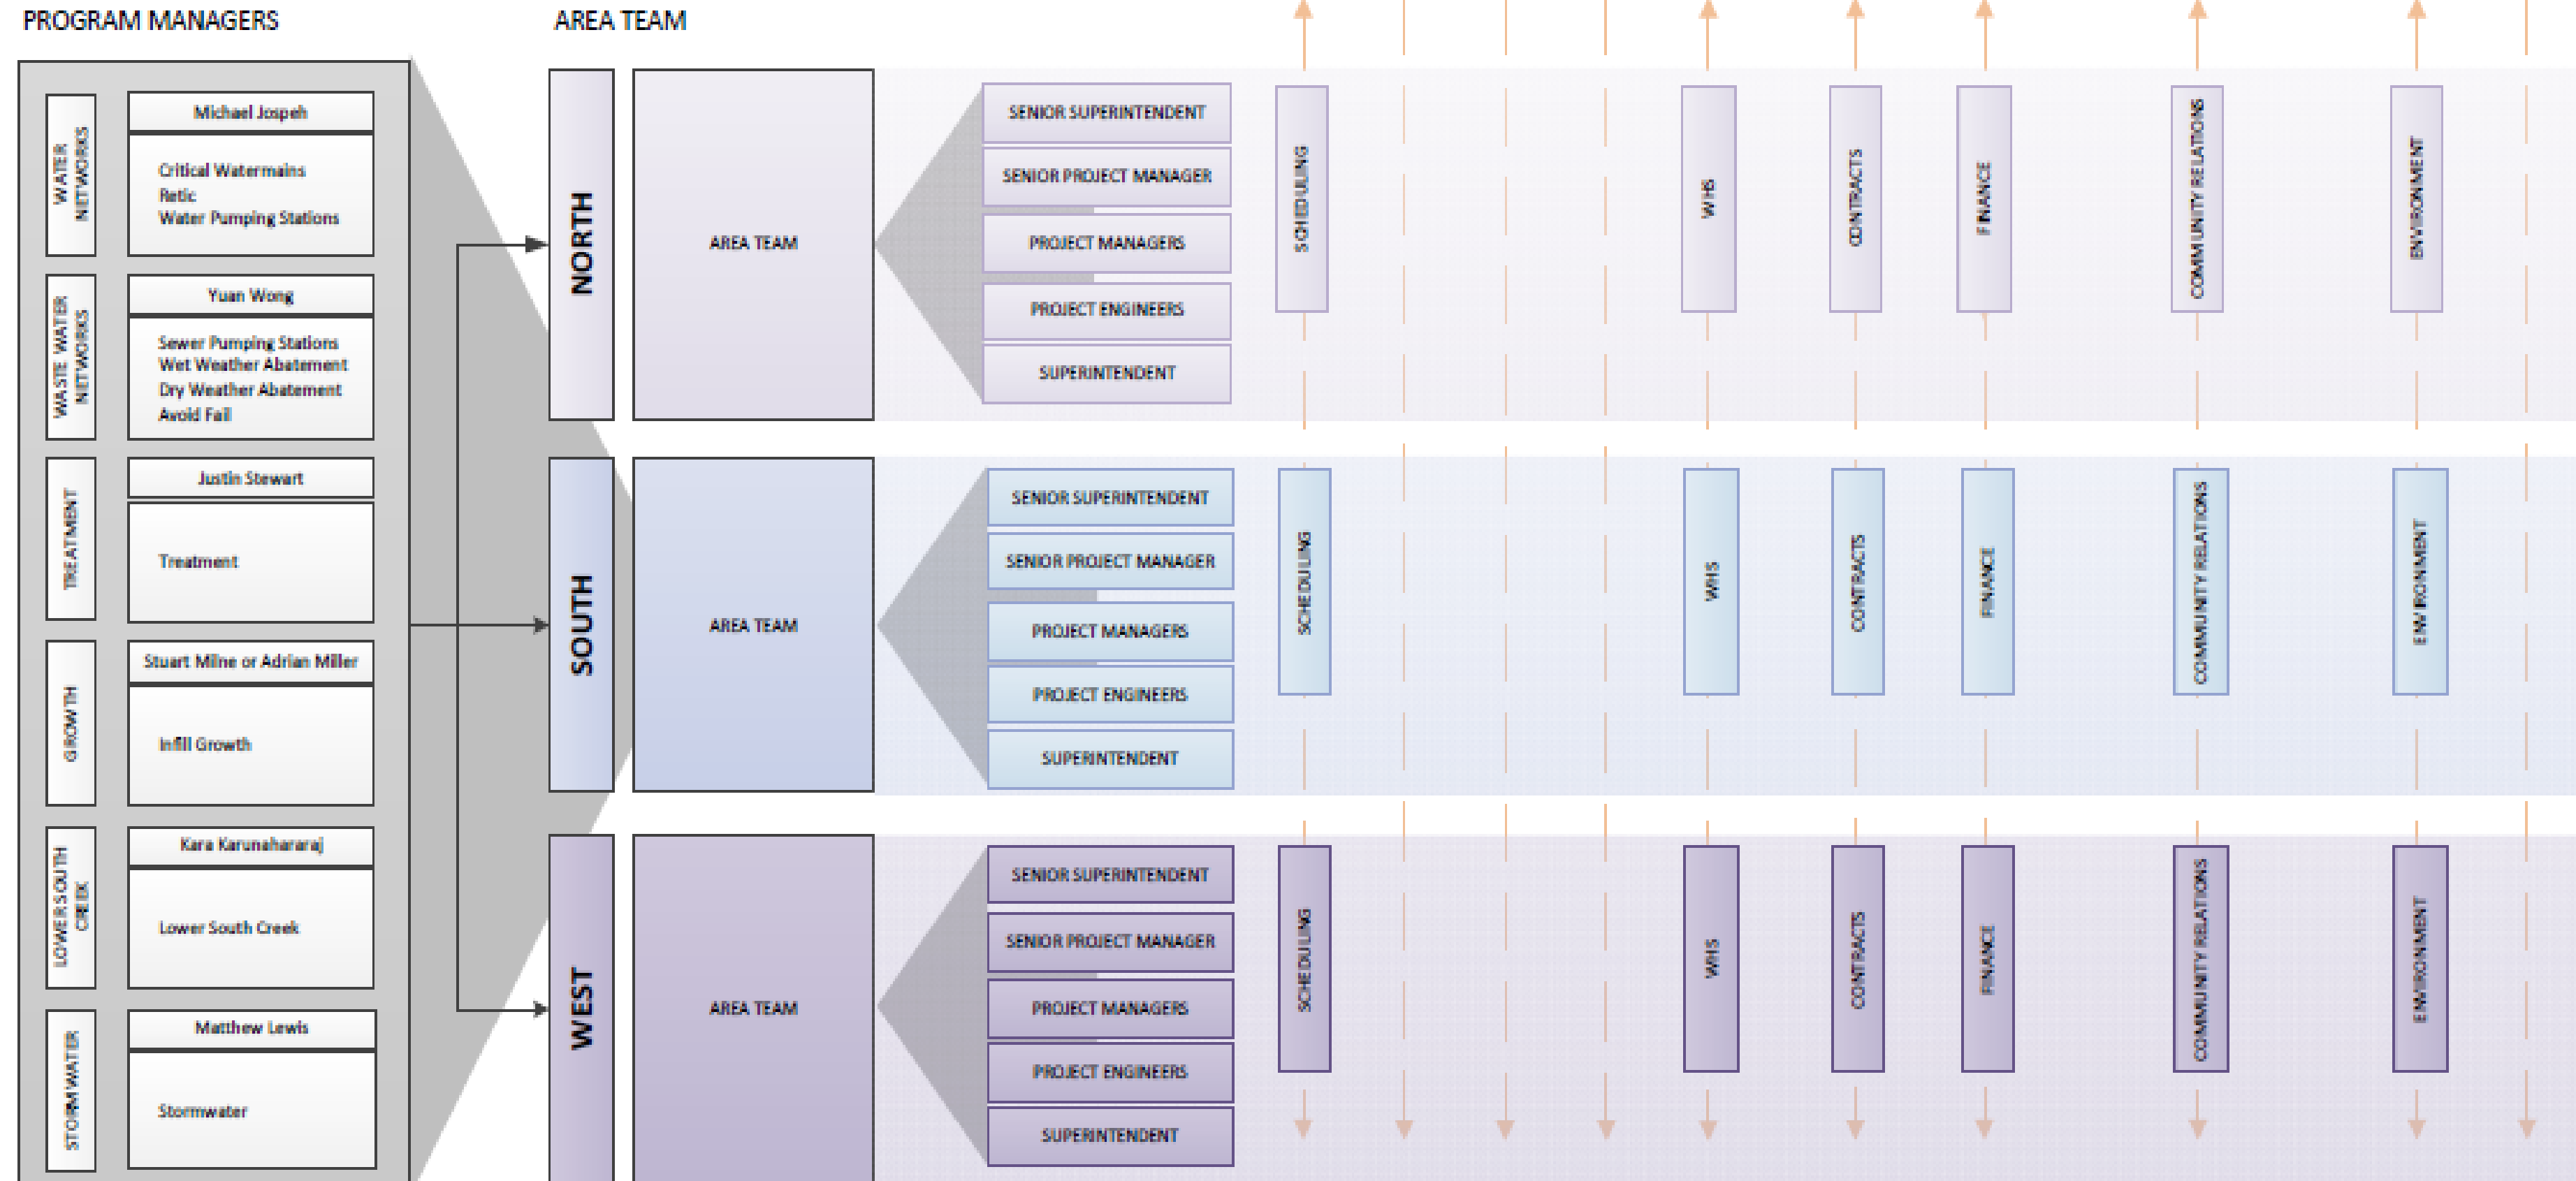 PROGRAM MANAGERS
AREA TEAM
WATER
NETWORKS
Michael Jospeh
Critical Watermains
Retic
Water Pumping Stations
WASTE WATER
NETWORKS
Yuan Wong
Sewer Pumping Stations
Wet Weather Abatement
Dry Weather Abatement
Avoid Fail
TREATMENT
Justin Stewart
Treatment
GROWTH
Stuart Milne or Adrian Miller
Infill Growth
LOWER SOUTH
CREEK
Kara Karunahararaj
Lower South Creek
STORMWATER
Matthew Lewis
Stormwater
NORTH
AREA TEAM
SENIOR SUPERINTENDENT
SENIOR PROJECT MANAGER
PROJECT MANAGERS
PROJECT ENGINEERS
SUPERINTENDENT
SCHEDULING
WHS
CONTRACTS
FINANCE
COMMUNITY RELATIONS
ENVIRONMENT
SOUTH
AREA TEAM
SENIOR SUPERINTENDENT
SENIOR PROJECT MANAGER
PROJECT MANAGERS
PROJECT ENGINEERS
SUPERINTENDENT
SCHEDULING
WHS
CONTRACTS
FINANCE
COMMUNITY RELATIONS
ENVIRONMENT
WEST
AREA TEAM
SENIOR SUPERINTENDENT
SENIOR PROJECT MANAGER
PROJECT MANAGERS
PROJECT ENGINEERS
SUPERINTENDENT
SCHEDULING
WHS
CONTRACTS
FINANCE
COMMUNITY RELATIONS
ENVIRONMENT